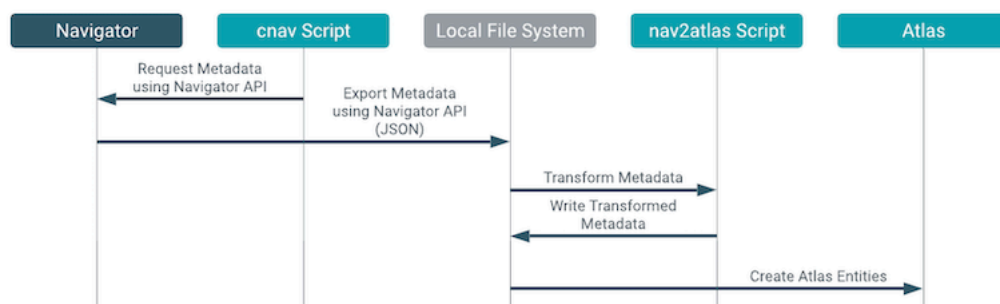 Navigator
cnav Script
Local File System
nav2atlas Script
Atlas
Request Metadata
using Navigator API
Export Metadata
using Navigator API
(JSON)
Transform Metadata
Write Transformed
Metadata
Create Atlas Entities